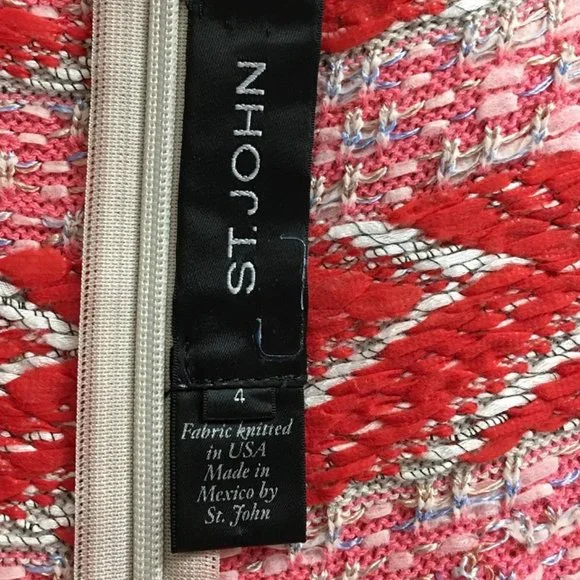 ST. JOHN
4
Fabric knitted
in USA
Made in
Mexico by
St. John